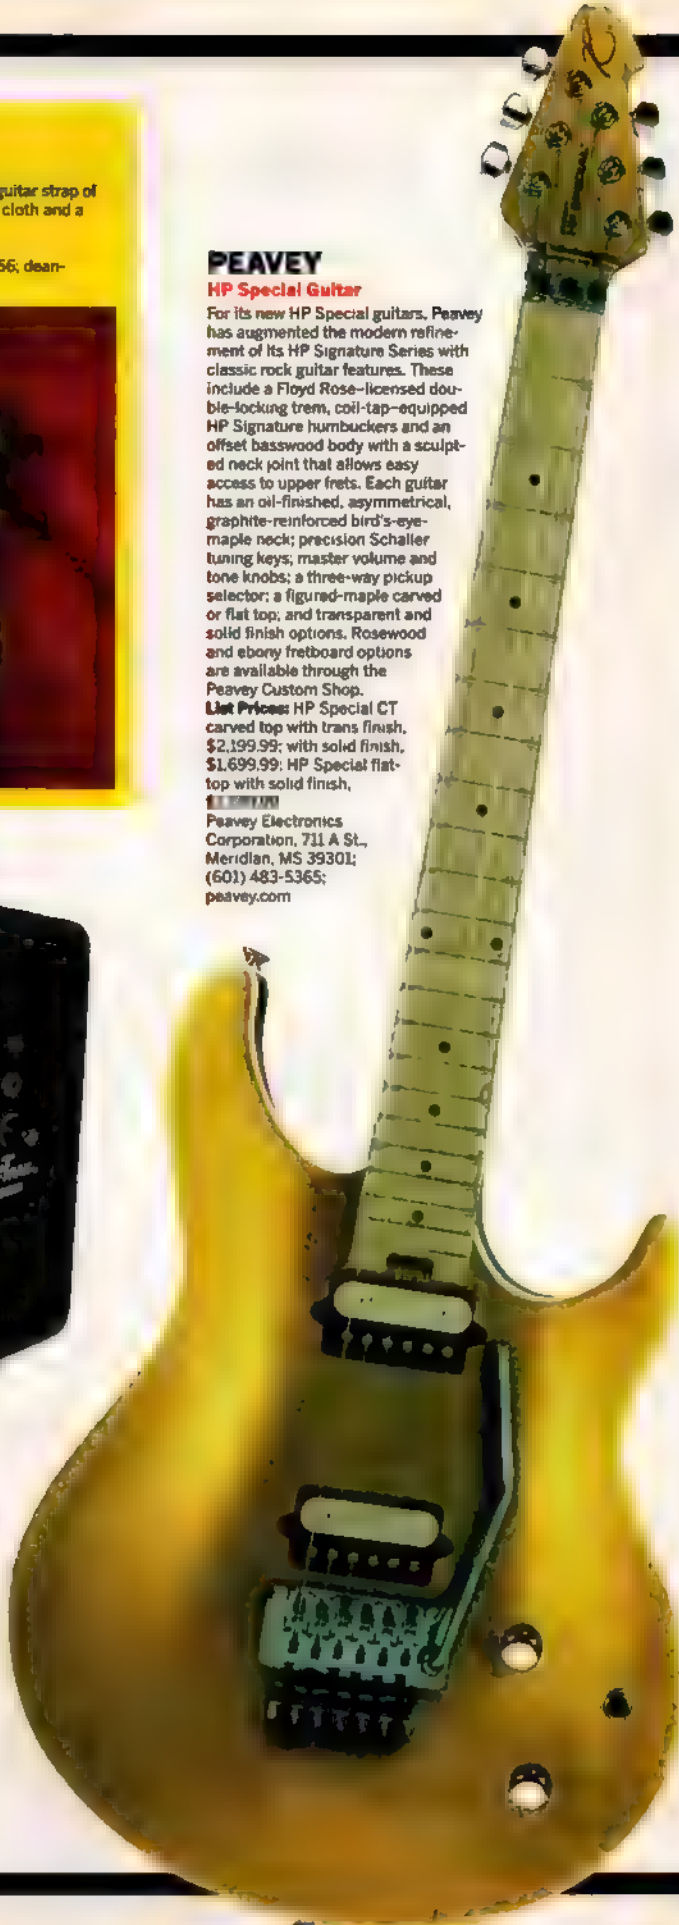 guitar strap of
cloth and a
56; dean-
PEAVEY
HP Special Guitar
For its new HP Special guitars, Peavey
has augmented the modern refine-
ment of its HP Signature Series with
classic rock guitar features. These
include a Floyd Rose–licensed dou-
ble-locking trem, coil-tap–equipped
HP Signature humbuckers and an
offset basswood body with a sculpt-
ed neck joint that allows easy
access to upper frets. Each guitar
has an oil-finished, asymmetrical,
graphite-reinforced bird's-eye-
maple neck; precision Schaller
tuning keys; master volume and
tone knobs; a three-way pickup
selector; a figured-maple carved
or flat top; and transparent and
solid finish options. Rosewood
and ebony fretboard options
are available through the
Peavey Custom Shop.
List Prices: HP Special CT
carved top with trans finish,
$2,199.99; with solid finish,
$1,699.99; HP Special flat-
top with solid finish,
Peavey Electronics
Corporation, 711 A St.,
Meridian, MS 39301;
(601) 483-5365;
peavey.com
HP SPECIAL